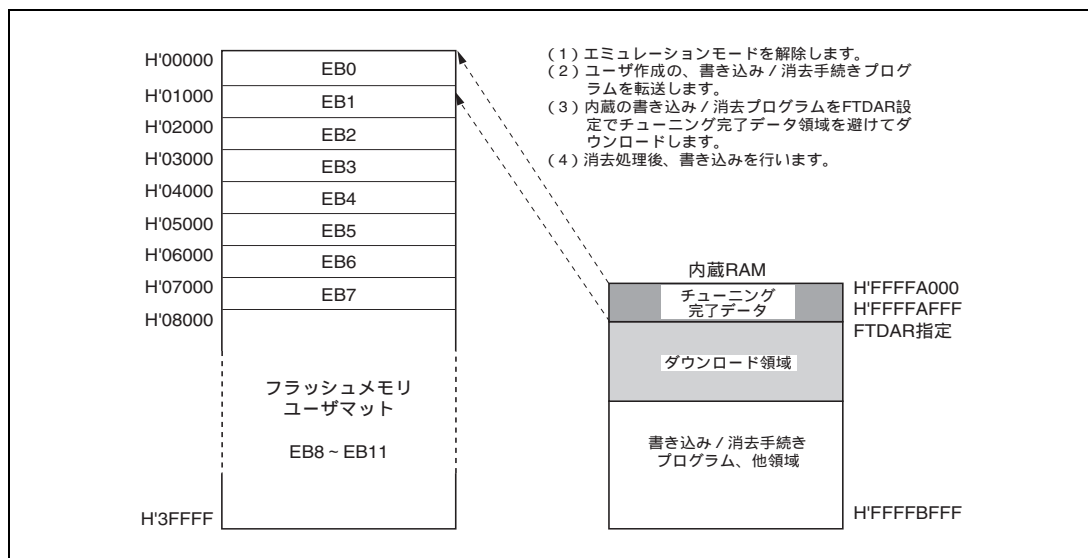 H'00000
EB0
H'01000
EB1
H'02000
EB2
H'03000
EB3
H'04000
EB4
H'05000
EB5
H'06000
EB6
H'07000
EB7
H'08000
フラッシュメモリ
ユーザマット
EB8 ~ EB11
H'3FFFF
(1)エミュレーションモードを解除します。
(2)ユーザ作成の、書き込み / 消去手続きプログ
ラムを転送します。
(3)内蔵の書き込み / 消去プログラムをFTDAR設
定でチューニング完了データ領域を避けてダ
ウンロードします。
(4)消去処理後、書き込みを行います。
内蔵RAM
チューニング
完了データ
H'FFFFA000
H'FFFFAFFF
FTDAR指定
ダウンロード領域
書き込み / 消去手続き
プログラム、他領域
H'FFFFBFFF